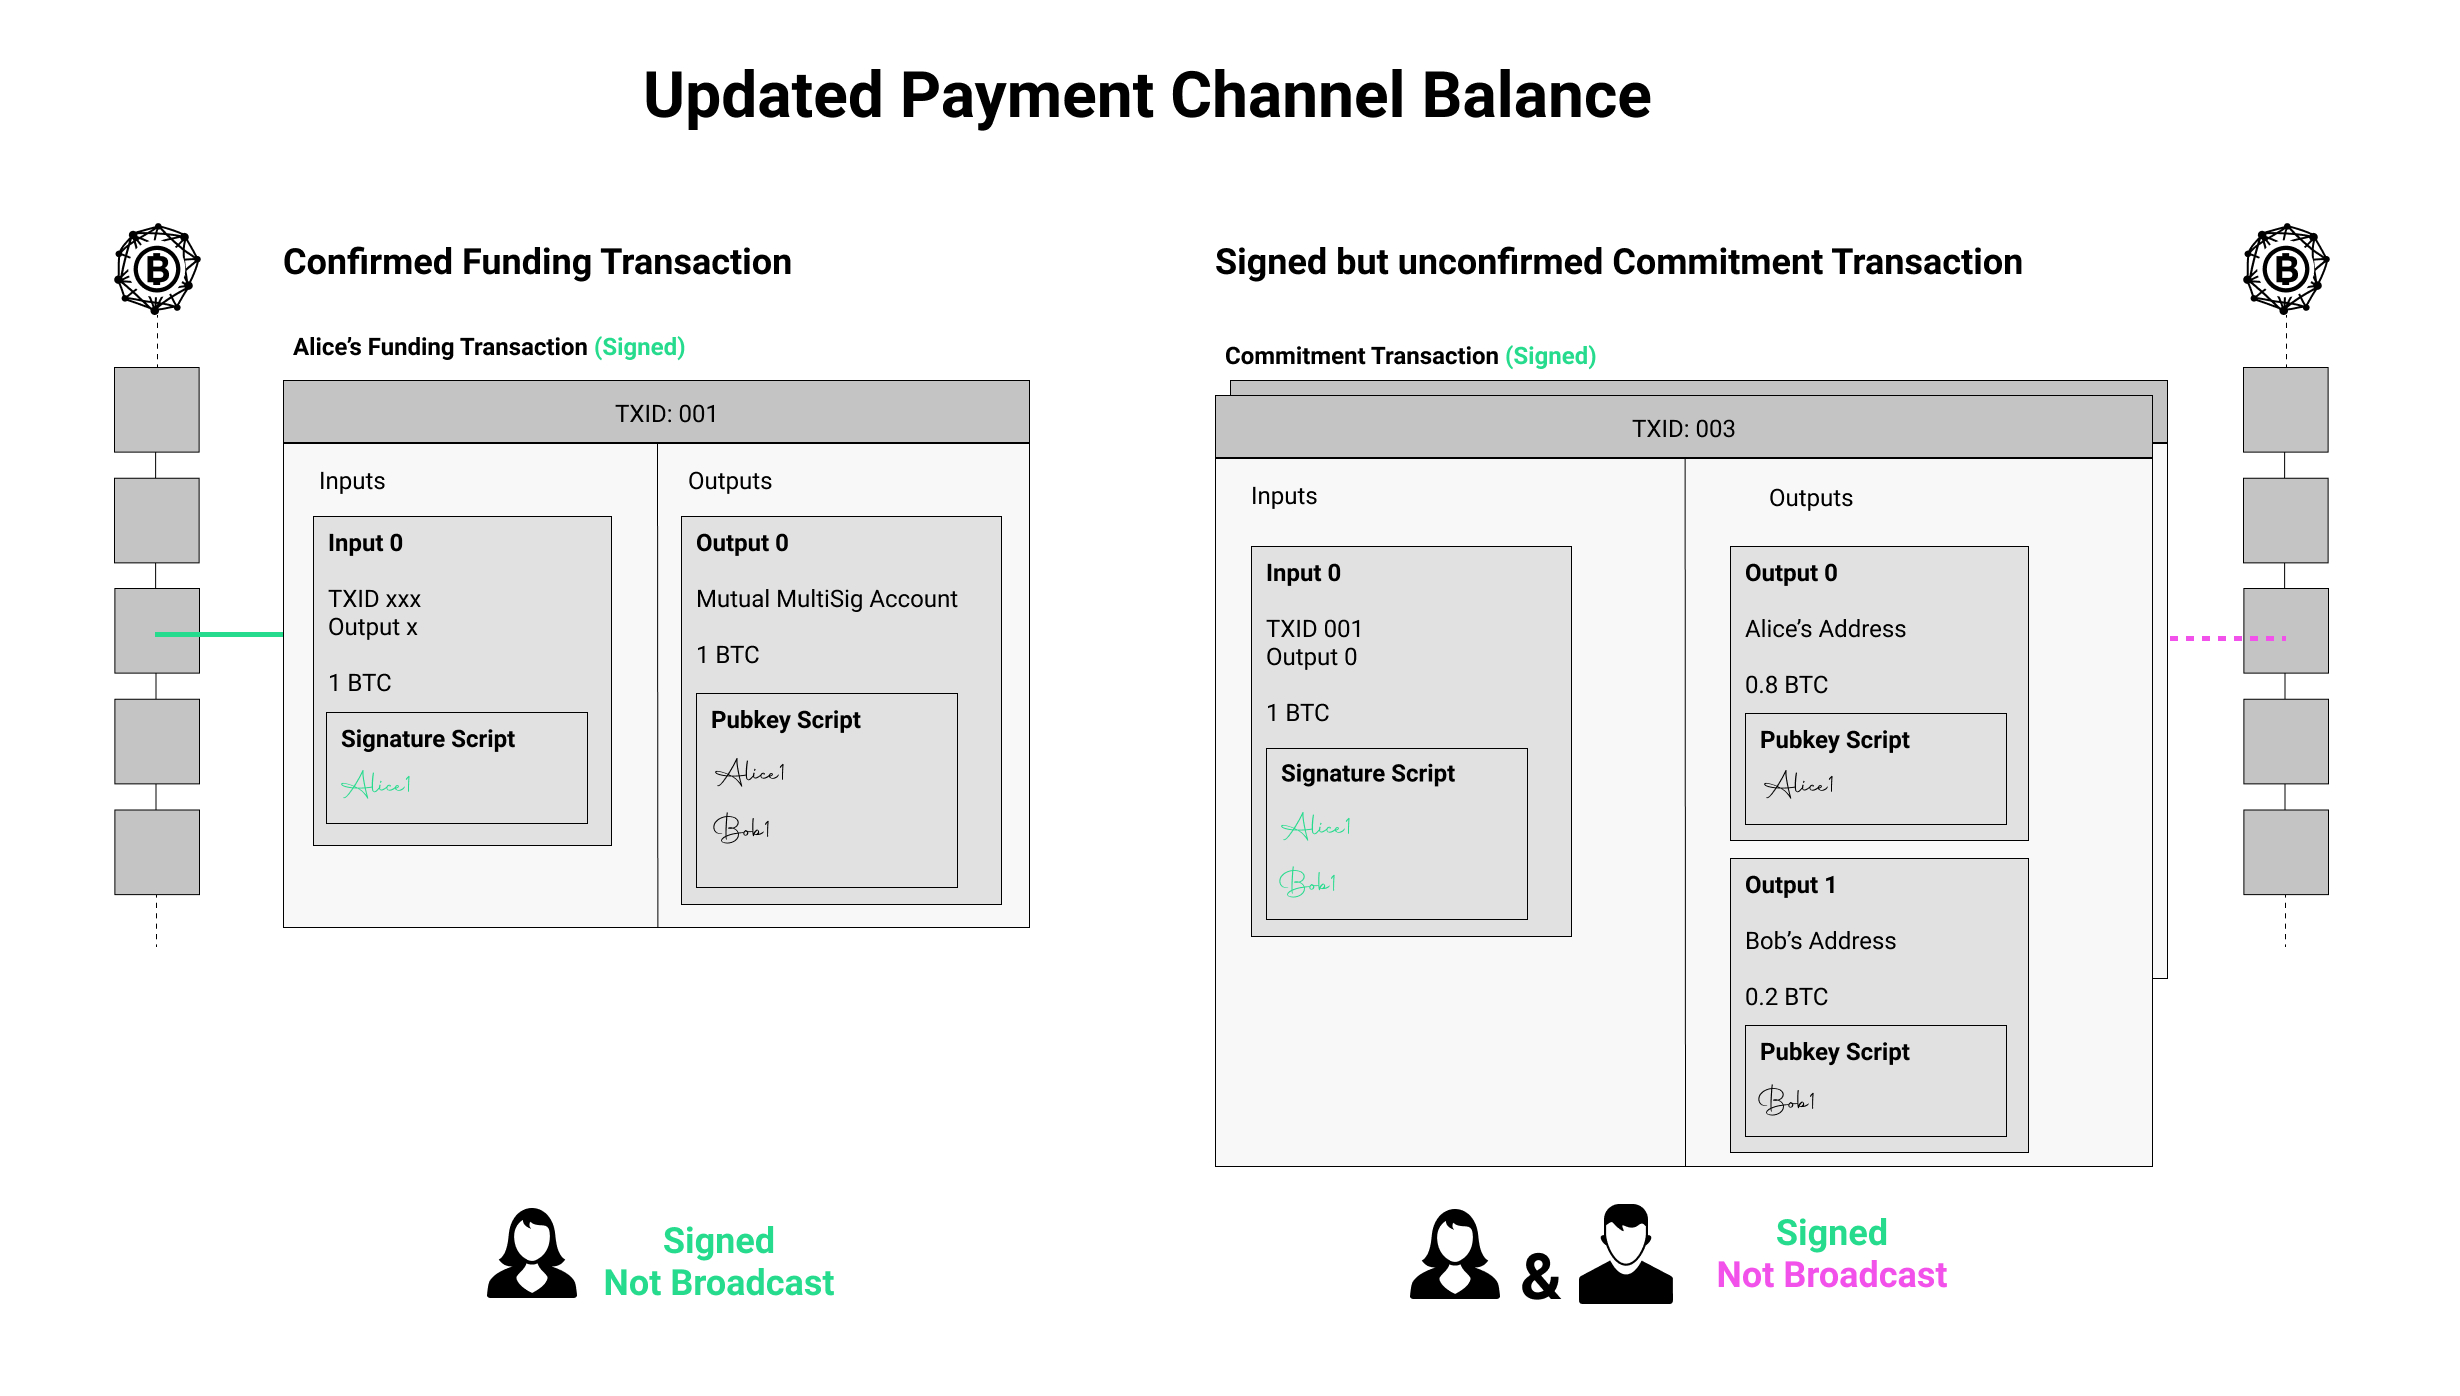 Updated Payment Channel Balance
Confirmed Funding Transaction
Alice’s Funding Transaction (Signed)
TXID: 001
Inputs
Input 0
TXID xxx
Output x
1 BTC
Signature Script
Alice1
Outputs
Output 0
Mutual MultiSig Account
1 BTC
Pubkey Script
Alice1
Bob1
Signed
Not Broadcast
Signed but unconfirmed Commitment Transaction
Commitment Transaction (Signed)
TXID: 003
Inputs
Input 0
TXID 001
Output 0
1 BTC
Signature Script
Alice1
Bob1
Outputs
Output 0
Alice’s Address
0.8 BTC
Pubkey Script
Alice1
Output 1
Bob’s Address
0.2 BTC
Pubkey Script
Bob1
&
Signed
Not Broadcast